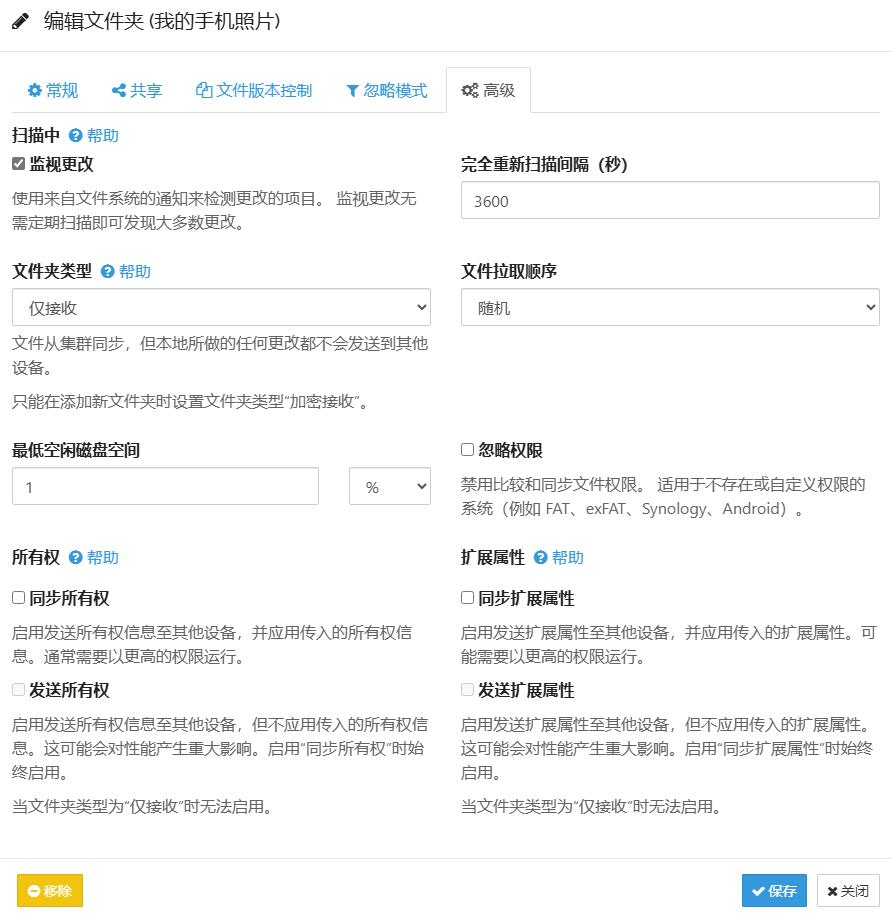 编辑文件夹 (我的手机照片)
常规 共享 文件版本控制 忽略模式 高级
扫描中 帮助
监视更改
使用来自文件系统的通知来检测更改的项目。 监视更改无
需定期扫描即可发现大多数更改。
完全重新扫描间隔（秒）
3600
文件夹类型 帮助
仅接收
文件从集群同步，但本地所做的任何更改都不会发送到其他
设备。
只能在添加新文件夹时设置文件夹类型“加密接收”。
文件拉取顺序
随机
最低空闲磁盘空间
1 %
忽略权限
禁用比较和同步文件权限。 适用于不存在或自定义权限的
系统（例如 FAT、exFAT、Synology、Android）。
所有权 帮助
同步所有权
启用发送所有权信息至其他设备，并应用传入的所有权信
息。通常需要以更高的权限运行。
发送所有权
启用发送所有权信息至其他设备，但不应用传入的所有权信
息。这可能会对性能产生重大影响。启用“同步所有权”时始
终启用。
当文件夹类型为“仅接收”时无法启用。
扩展属性 帮助
同步扩展属性
启用发送扩展属性至其他设备，并应用传入的扩展属性。可
能需要以更高的权限运行。
发送扩展属性
启用发送扩展属性至其他设备，但不应用传入的扩展属性。
这可能会对性能产生重大影响。启用“同步扩展属性”时始终
启用。
当文件夹类型为“仅接收”时无法启用。
移除 保存 关闭